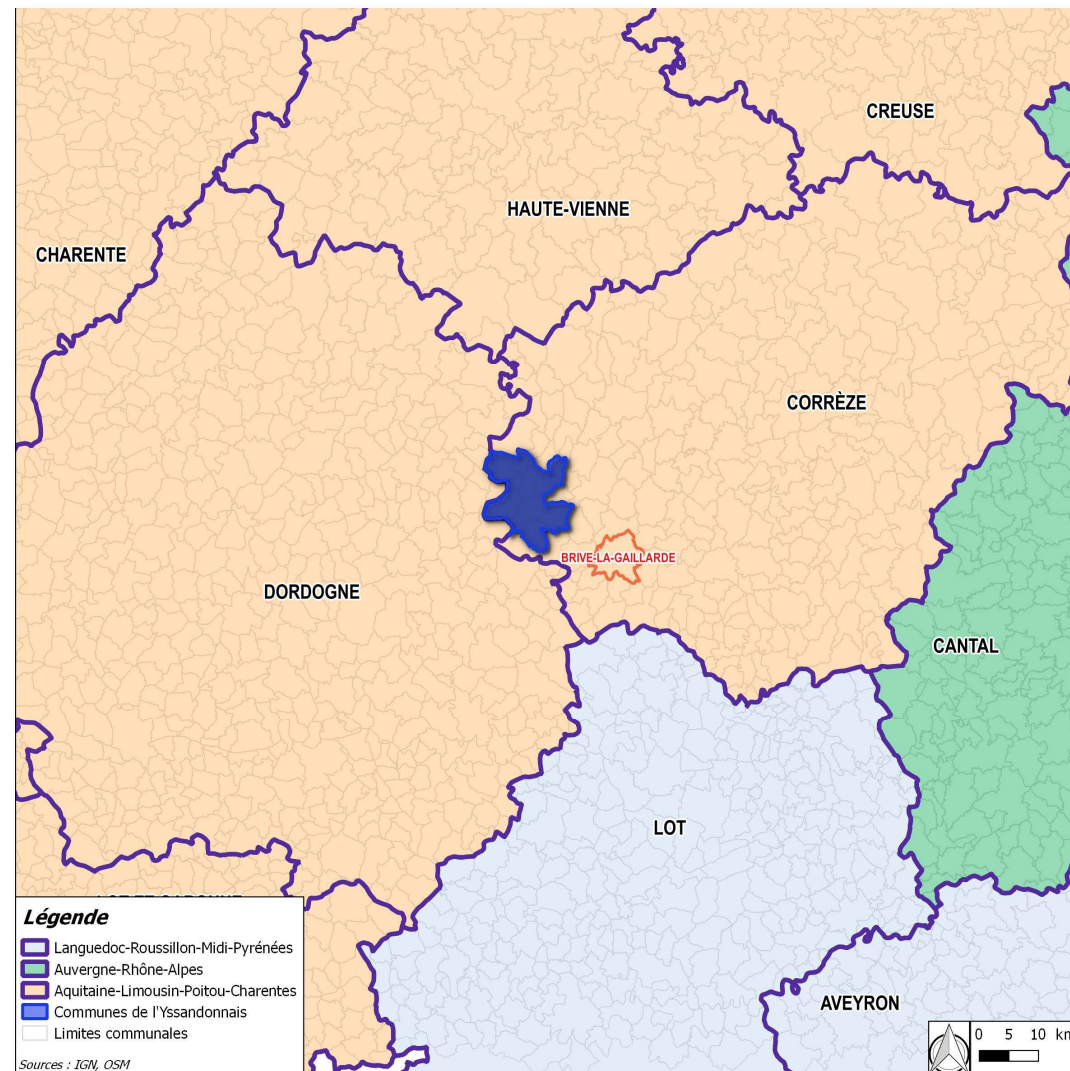 CREUSE
HAUTE-VIENNE
CHARENTE
CORRÈZE
BRIVE-LA-GAILLARDE
DORDOGNE
CANTAL
LOT
AVEYRON
Légende
Languedoc-Roussillon-Midi-Pyrénées
Auvergne-Rhône-Alpes
Aquitaine-Limousin-Poitou-Charentes
Communes de l'Yssandonnais
Limites communales
Sources : IGN, OSM
0 5 10 km